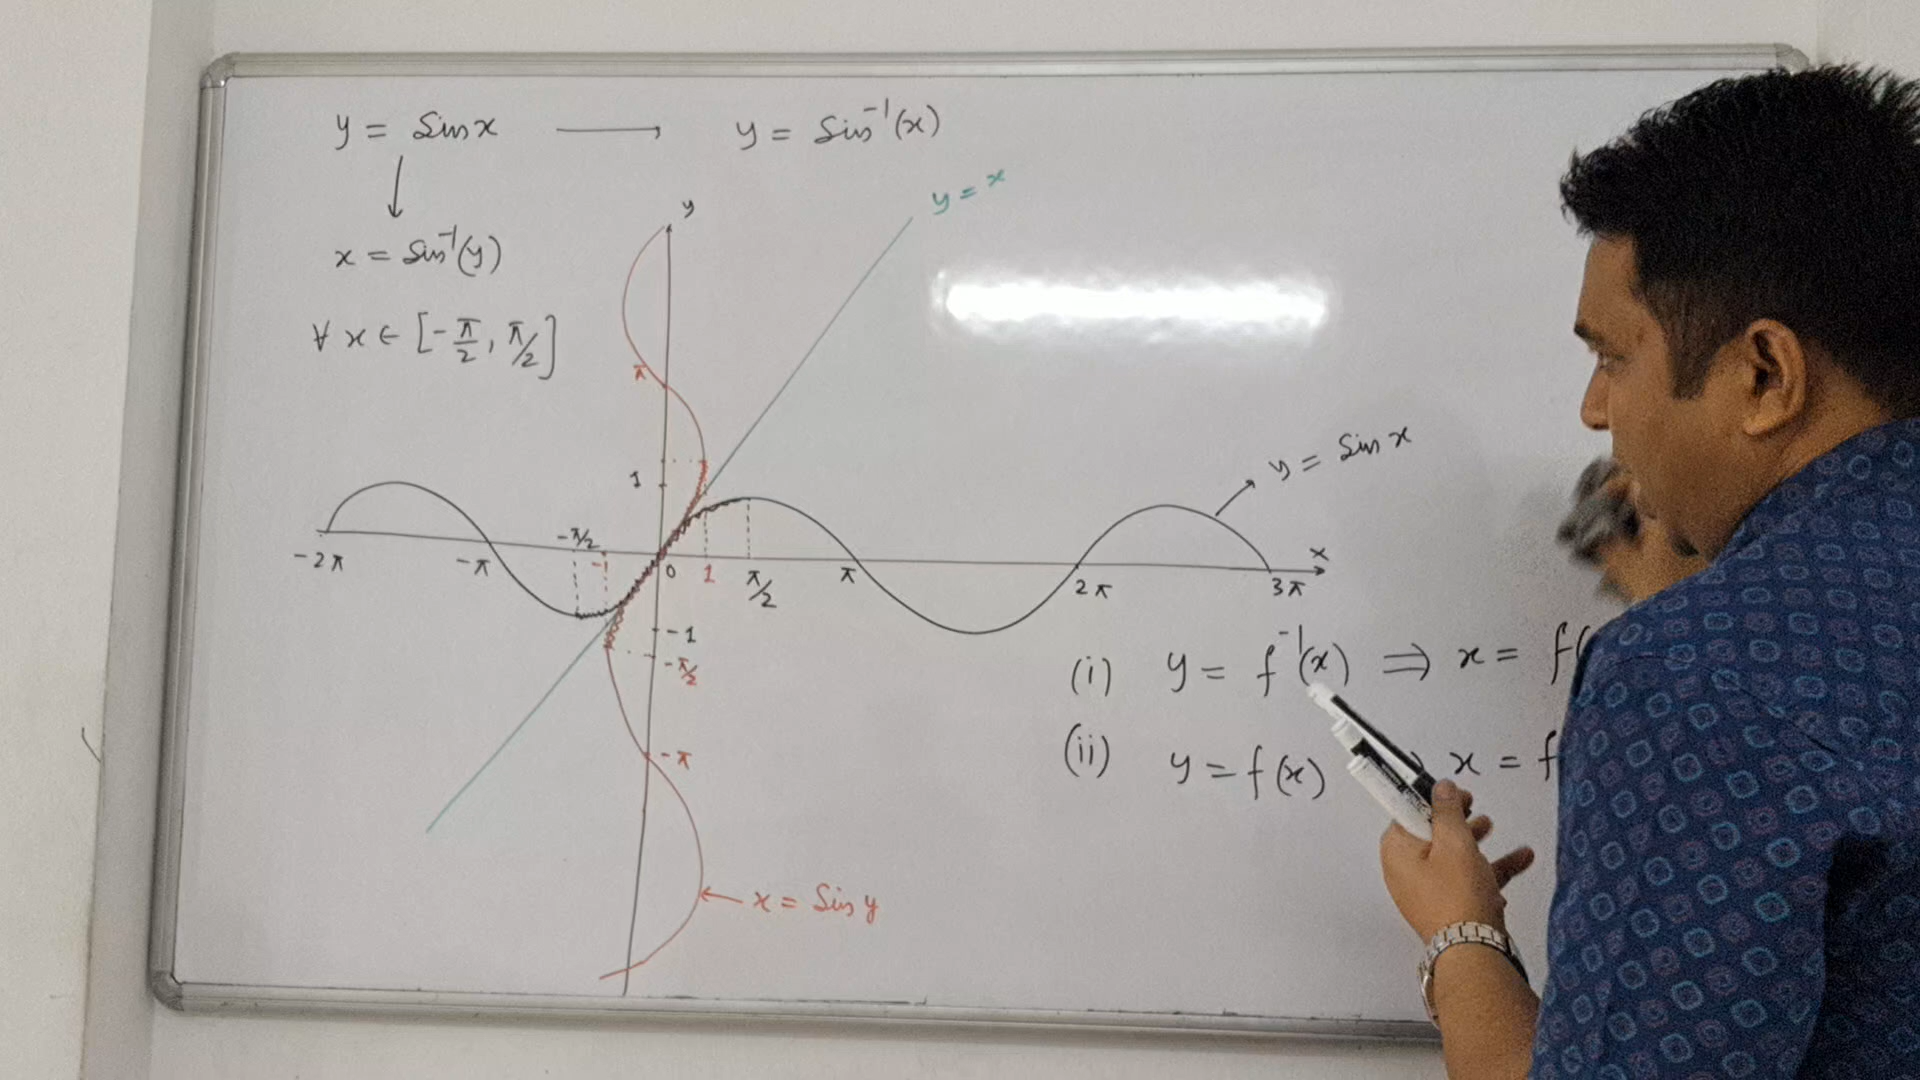 y = Sin x → y = Sin⁻¹(x)
↓
x = Sin⁻¹(y)
∀ x ∈ [-π/2, π/2]
y
y = x
π
1
y = Sin x
-2π -π -π/2 -1 0 1 π/2 π 2π 3π x
-1
-π/2
-π
x = Sin y
(i) y = f⁻¹(x) ⇒ x = f(
(ii) y = f(x) ⇒ x = f